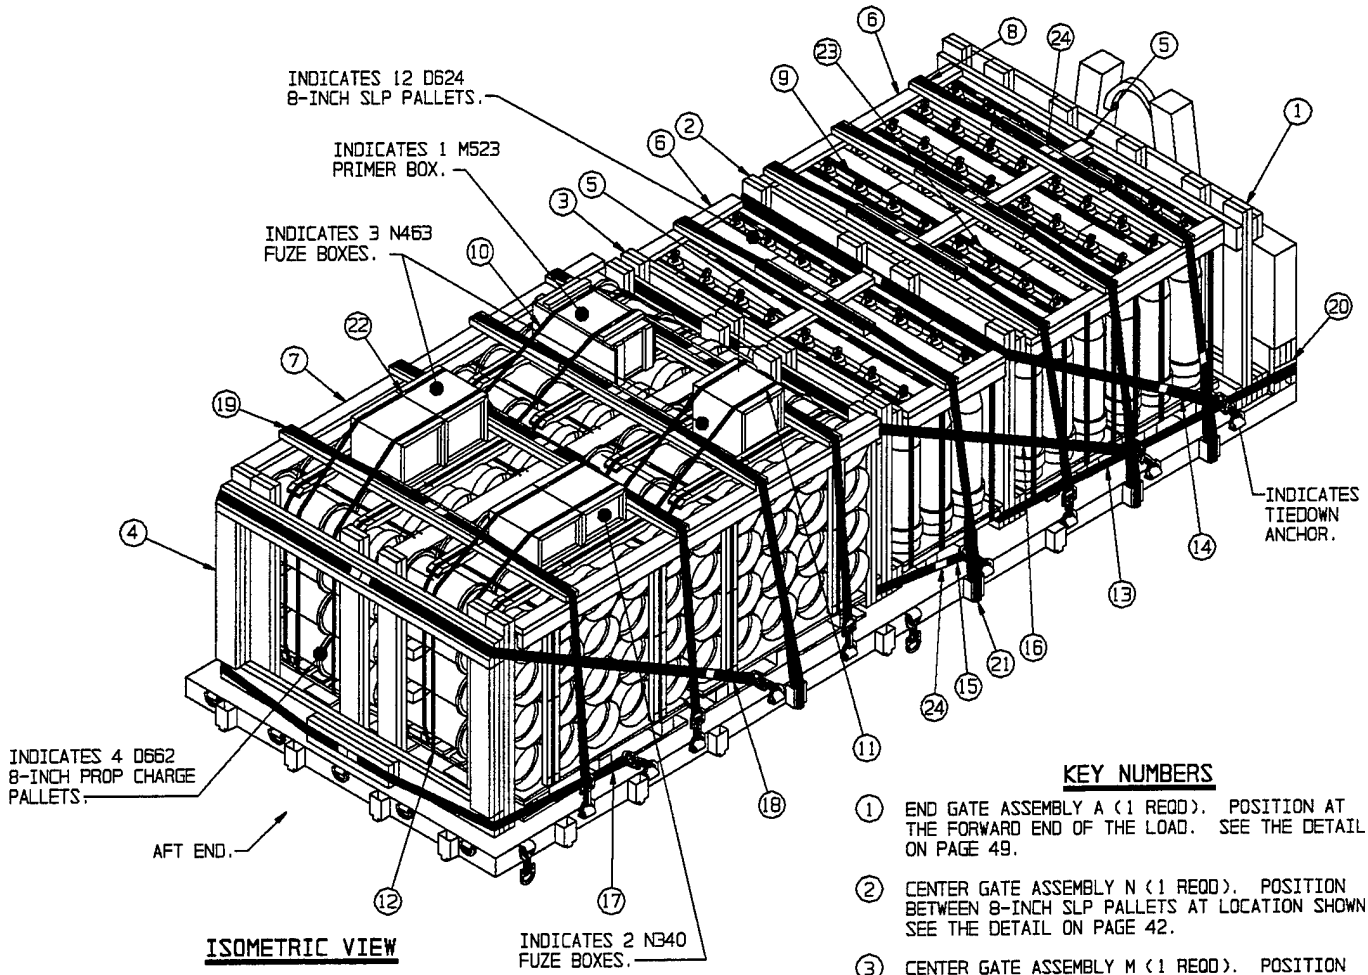 INDICATES 12 D624
8-INCH SLP PALLETS.
INDICATES 1 M523
PRIMER BOX.
INDICATES 3 N463
FUZE BOXES.
6
8
24
5
23
9
1
2
6
5
3
10
22
7
19
4
20
INDICATES
TIEDOWN
ANCHOR.
14
13
16
21
15
24
11
18
17
12
INDICATES 4 D662
8-INCH PROP CHARGE
PALLETS.
AFT END.
ISOMETRIC VIEW
INDICATES 2 N340
FUZE BOXES.
KEY NUMBERS
1 END GATE ASSEMBLY A (1 REQD). POSITION AT
THE FORWARD END OF THE LOAD. SEE THE DETAIL
ON PAGE 49.
2 CENTER GATE ASSEMBLY N (1 REQD). POSITION
BETWEEN 8-INCH SLP PALLETS AT LOCATION SHOWN
SEE THE DETAIL ON PAGE 42.
3 CENTER GATE ASSEMBLY M (1 REQD). POSITION